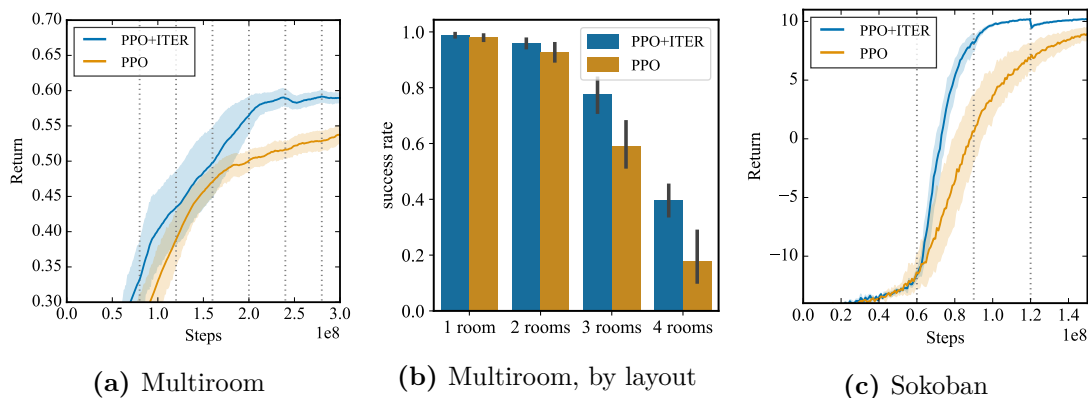 0.70
0.65
0.60
0.55
0.50
0.45
0.40
0.35
0.30
Return
PPO+ITER
PPO
0.0 0.5 1.0 1.5 2.0 2.5 3.0
Steps 1e8
(a) Multiroom
1.0
0.8
0.6
0.4
0.2
0.0
success rate
PPO+ITER
PPO
1 room 2 rooms 3 rooms 4 rooms
(b) Multiroom, by layout
10
5
0
−5
−10
Return
PPO+ITER
PPO
0.0 0.2 0.4 0.6 0.8 1.0 1.2 1.4
Steps 1e8
(c) Sokoban